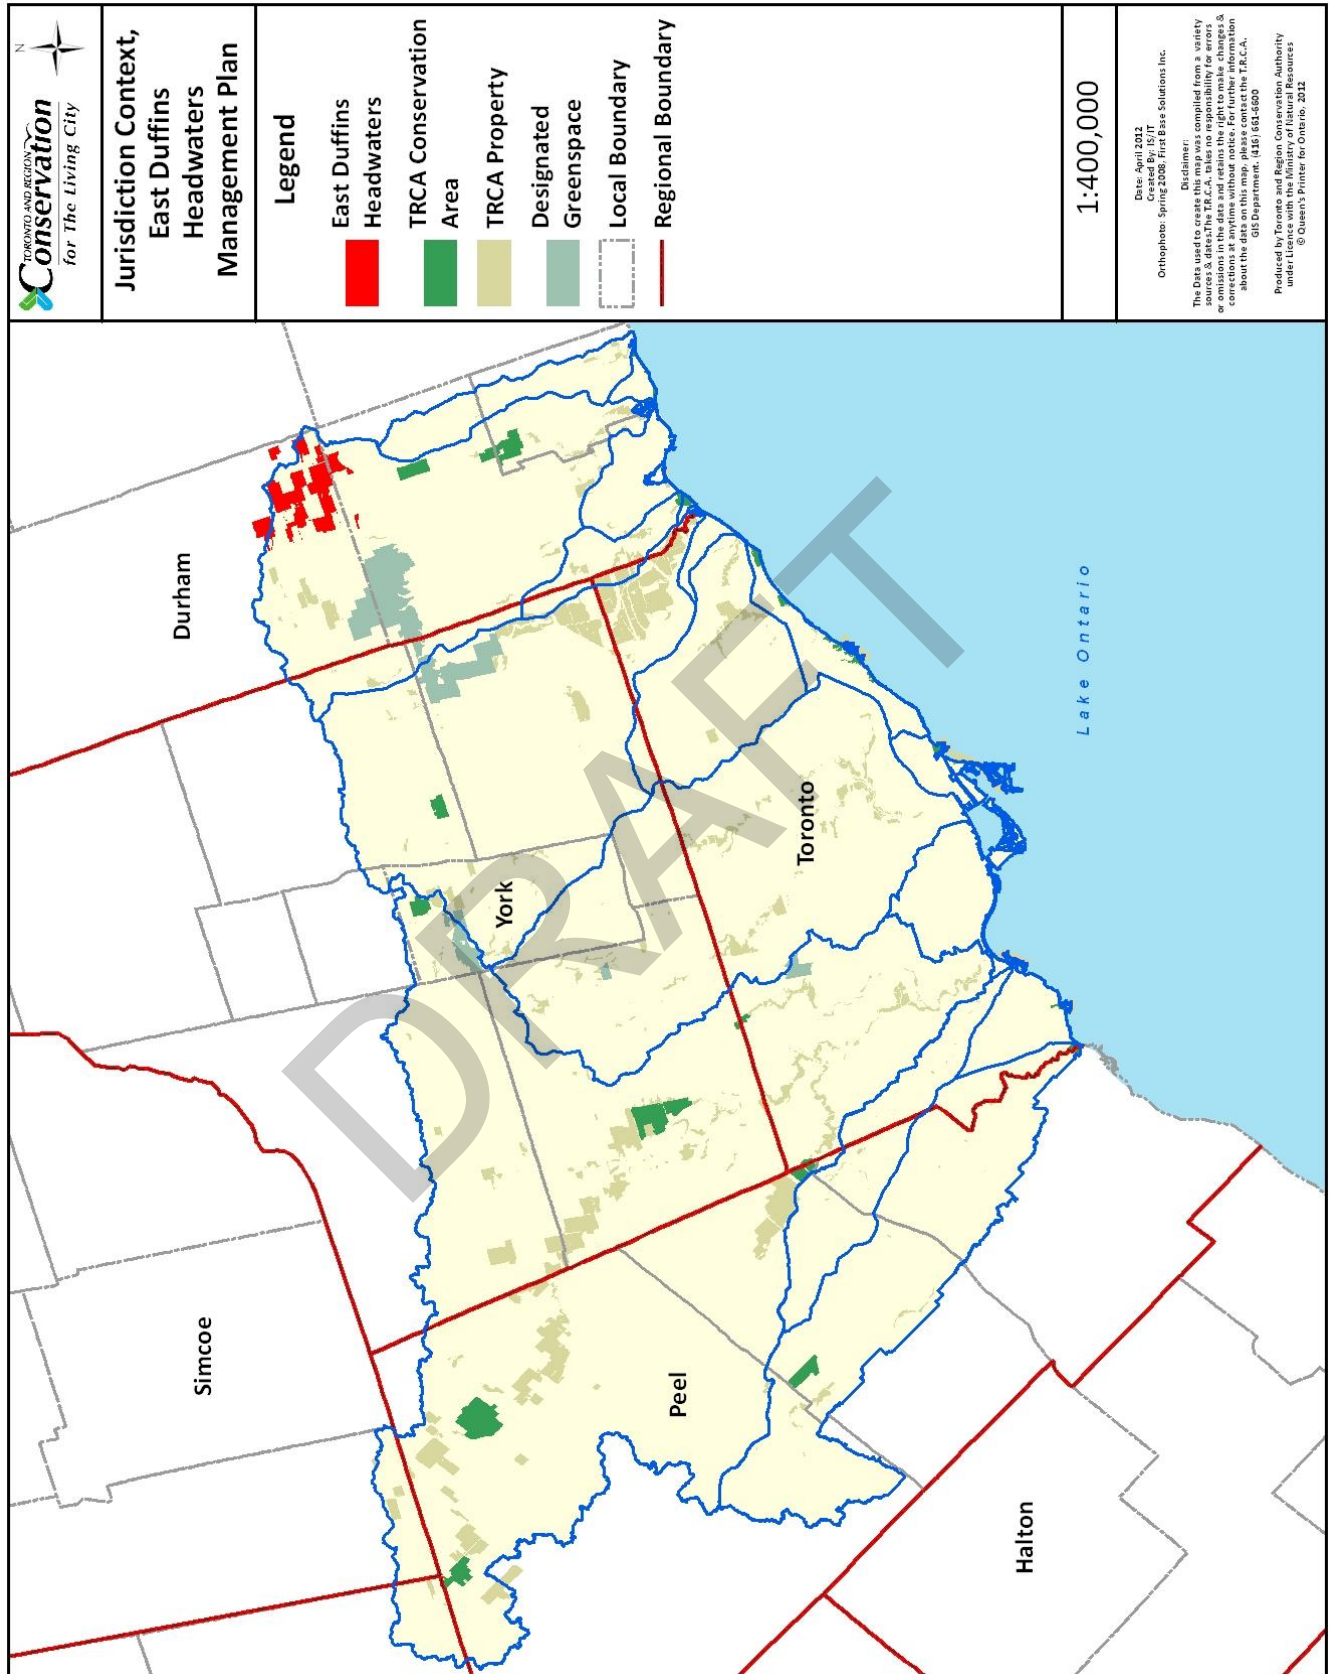 TORONTO AND REGION
Conservation
for The Living City
N
Jurisdiction Context,
East Duffins
Headwaters
Management Plan
Legend
East Duffins
Headwaters
TRCA Conservation
Area
TRCA Property
Designated
Greenspace
Local Boundary
Regional Boundary
1:400,000
Date: April 2012
Created By: IS/IT
Orthophoto: Spring 2008, First Base Solutions Inc.
Disclaimer:
The Data used to create this map was compiled from a variety
sources & dates.The T.R.C.A. takes no responsibility for errors
or omissions in the data and retains the right to make changes &
corrections at anytime without notice. For further information
about the data on this map, please contact the T.R.C.A.
GIS Department. (416) 661-6600
Produced by Toronto and Region Conservation Authority
under Licence with the Ministry of Natural Resources
© Queen's Printer for Ontario. 2012
Simcoe
Durham
York
Peel
Toronto
Halton
Lake Ontario
DRAFT